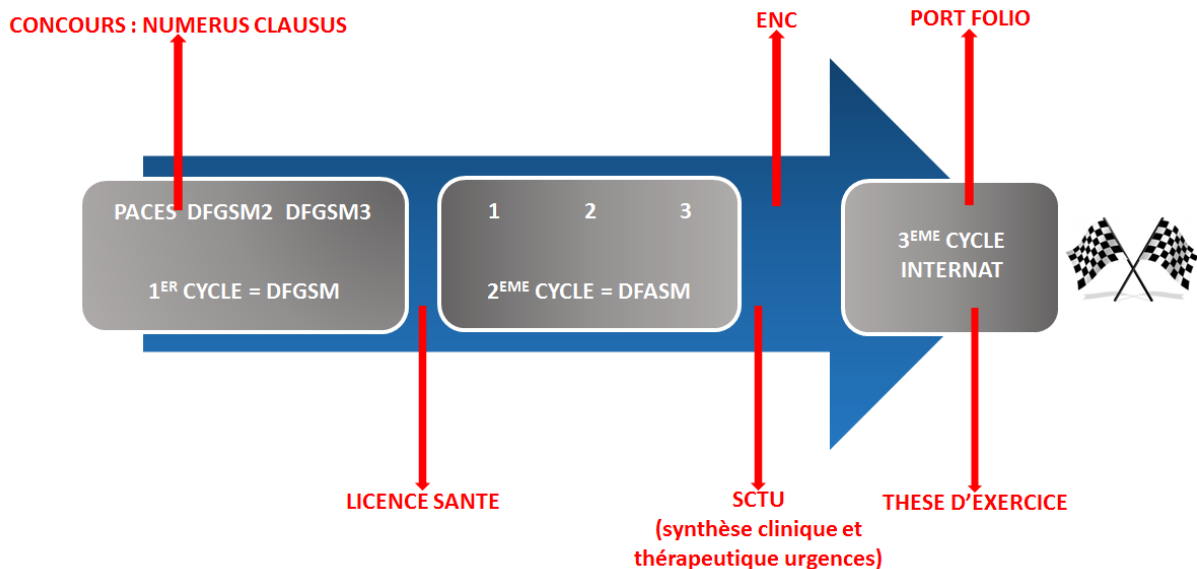 CONCOURS : NUMERUS CLAUSUS
ENC
PORT FOLIO
PACES DFGSM2 DFGSM3
1ER CYCLE = DFGSM
1 2 3
2EME CYCLE = DFASM
3EME CYCLE
INTERNAT
LICENCE SANTE
SCTU
(synthèse clinique et
thérapeutique urgences)
THESE D’EXERCICE